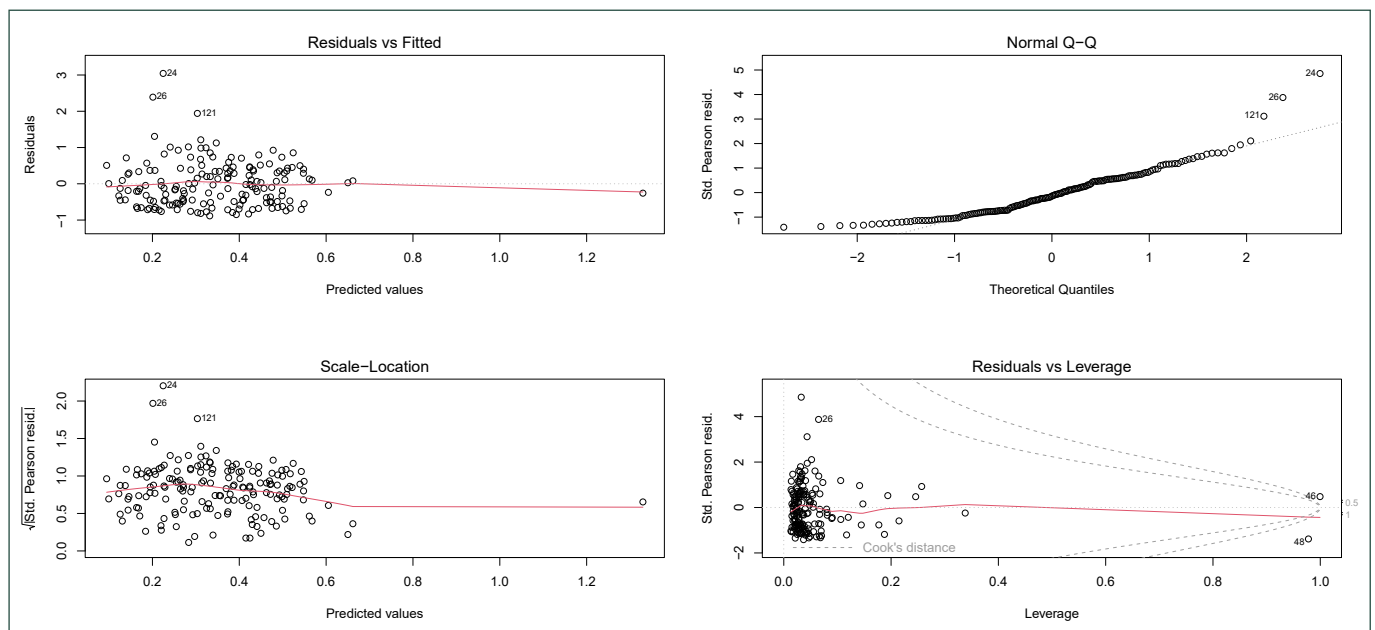 Residuals vs Fitted
Residuals
3
2
1
0
−1
24
26
121
0.2 0.4 0.6 0.8 1.0 1.2
Predicted values
Normal Q−Q
Std. Pearson resid.
5
4
3
2
1
0
−1
24
26
121
−2 −1 0 1 2
Theoretical Quantiles
Scale−Location
√|Std. Pearson resid.|
2.0
1.5
1.0
0.5
0.0
24
26
121
0.2 0.4 0.6 0.8 1.0 1.2
Predicted values
Residuals vs Leverage
Std. Pearson resid.
4
2
0
−2
26
46
0.5
1
48
Cook's distance
0.0 0.2 0.4 0.6 0.8 1.0
Leverage